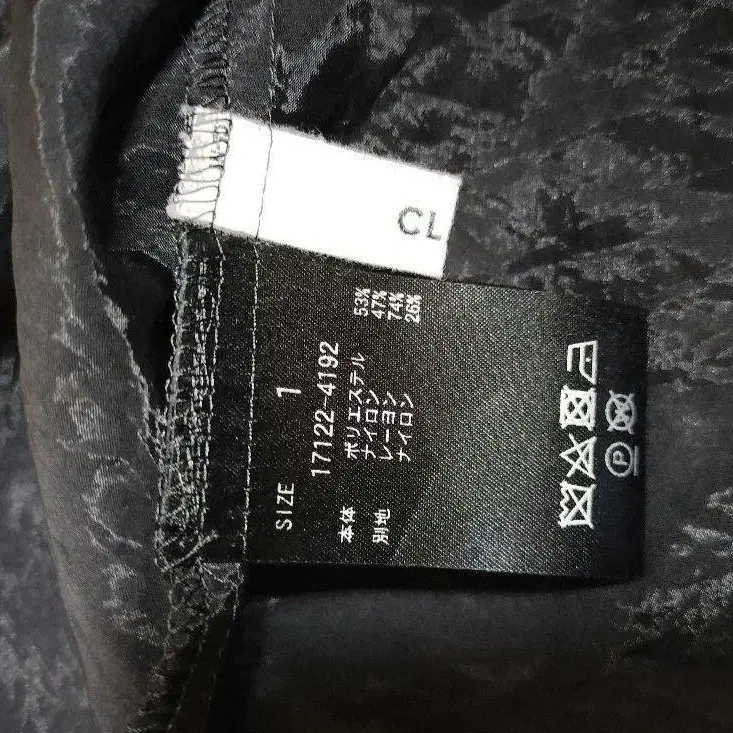 CL
SIZE 1
17122-4192
本体 ポリエステル 53%
ナイロン 47%
別地 レーヨン 74%
ナイロン 26%
P